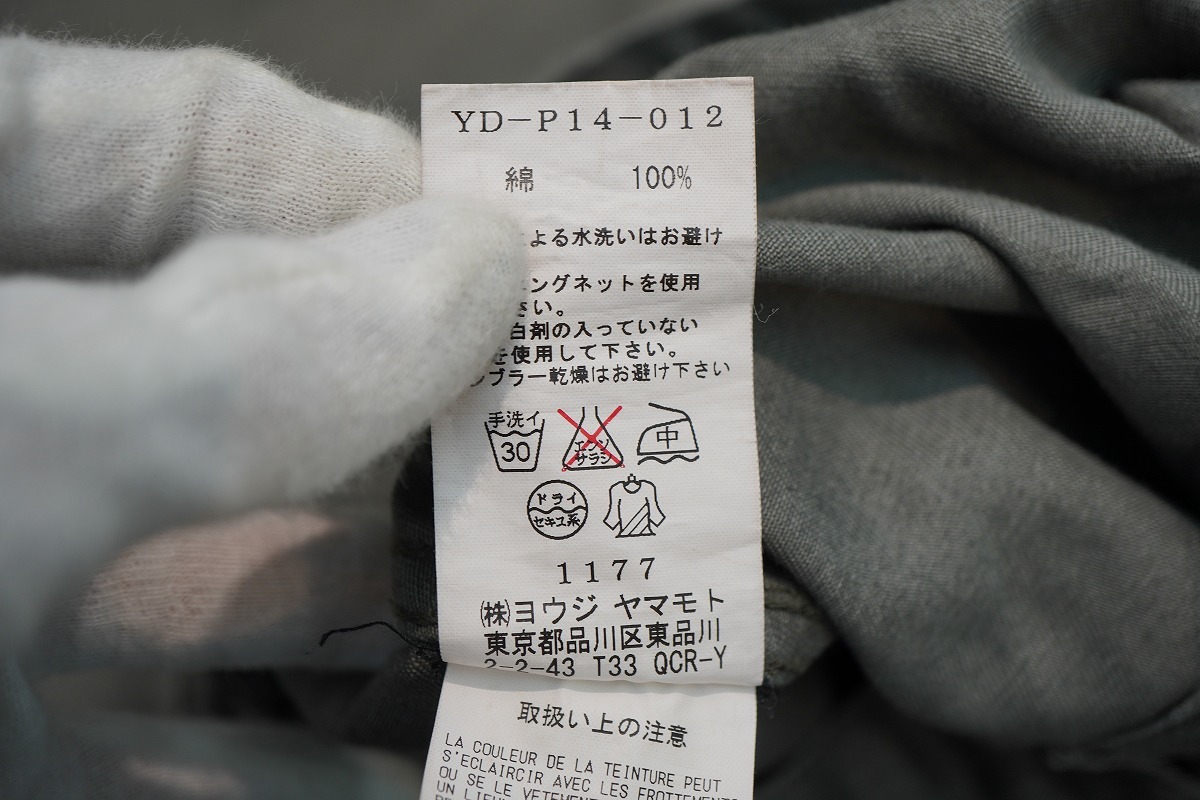 YD-P14-012
綿 100%
よる水洗いはお避け
ングネットを使用
さい。
白剤の入っていない
を使用して下さい。
ブラー乾燥はお避け下さい
手洗イ
30
エンソ
サラシ
中
ドライ
セキユ系
1177
㈱ヨウジ ヤマモト
東京都品川区東品川
2-2-43 T33 QCR-Y
取扱い上の注意
LA COULEUR DE LA TEINTURE PEUT
S'ECLAIRCIR AVEC LES FROTTEMENTS
OU SE LE VETEMEN
UN LIEU